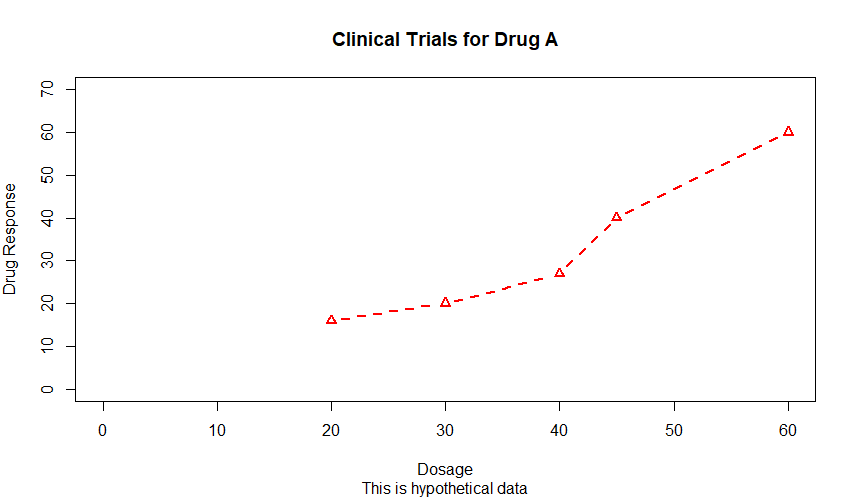 Clinical Trials for Drug A
70
60
50
40
30
20
10
0
Drug Response
0 10 20 30 40 50 60
Dosage
This is hypothetical data